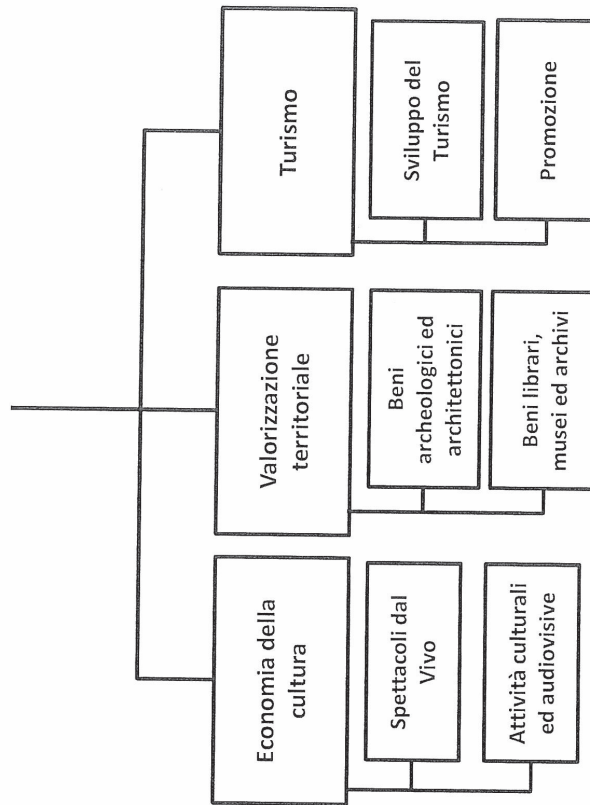 Economia della
cultura
Spettacoli dal
Vivo
Attività culturali
ed audiovisive
Valorizzazione
territoriale
Beni
archeologici ed
architettonici
Beni librari,
musei ed archivi
Turismo
Sviluppo del
Turismo
Promozione